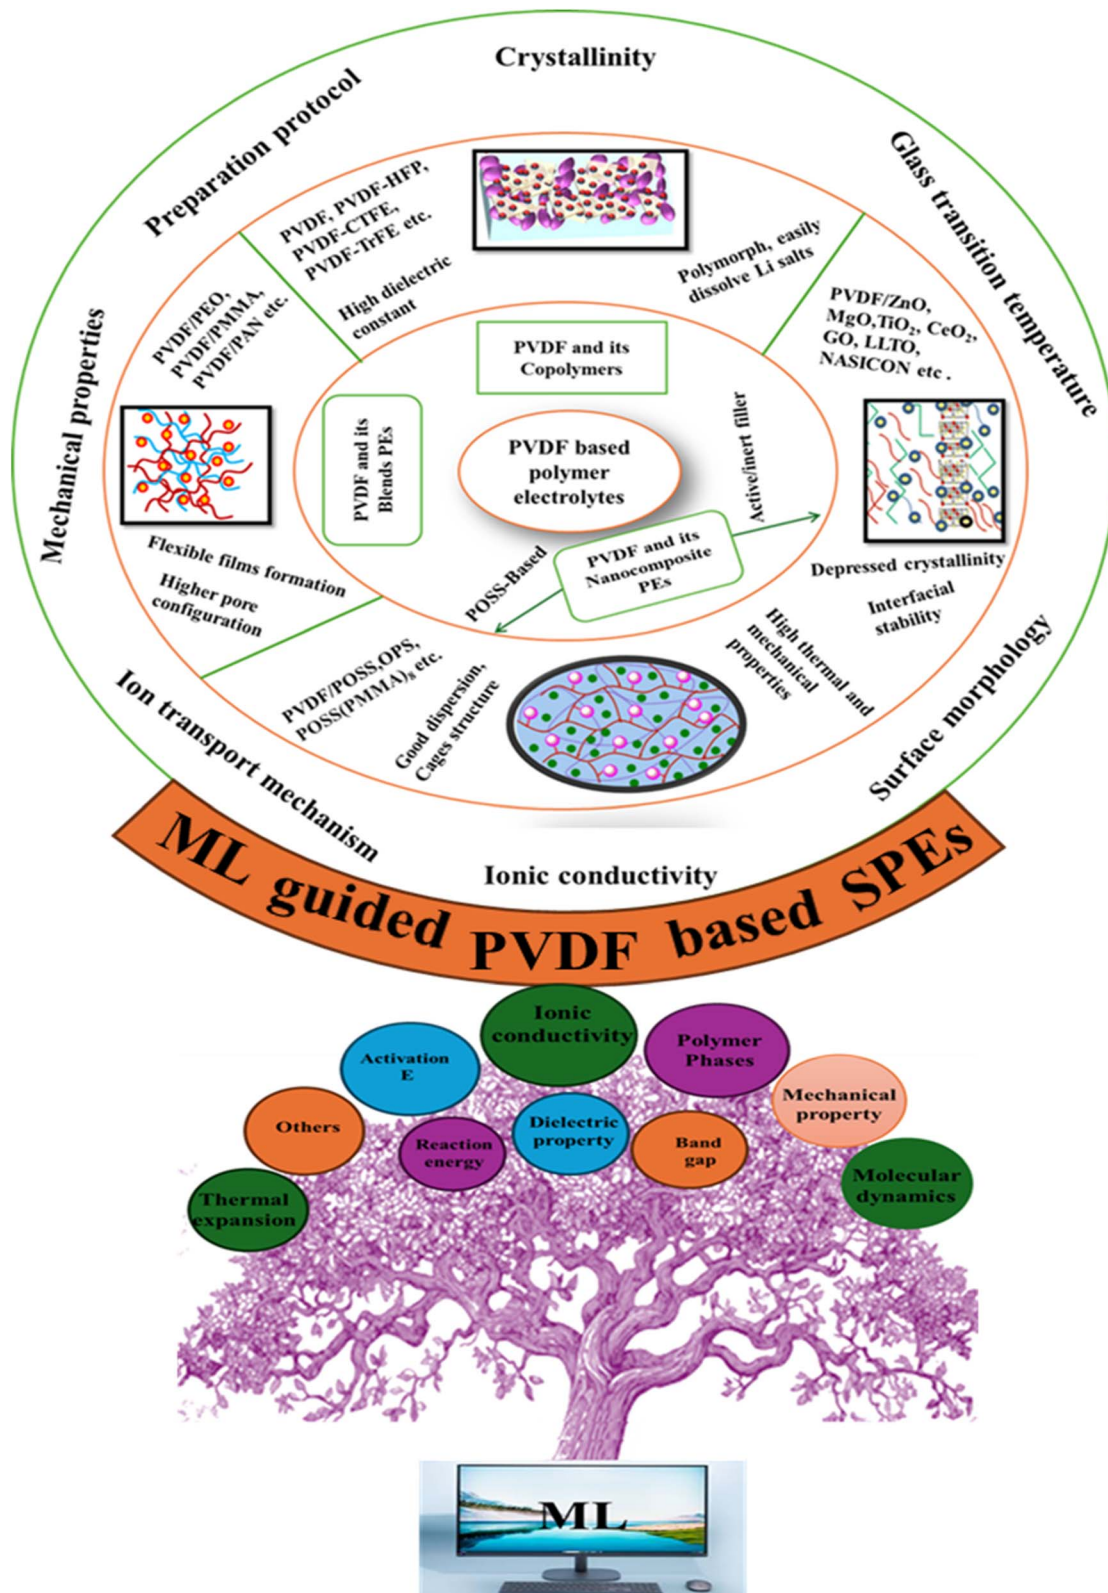 Crystallinity
Preparation protocol
Glass transition temperature
Mechanical properties
Surface morphology
Ion transport mechanism
Ionic conductivity
PVDF, PVDF-HFP,
PVDF-CTFE,
PVDF-TrFE etc.
High dielectric
constant
Polymorph, easily
dissolve Li salts
PVDF/PEO,
PVDF/PMMA,
PVDF/PAN etc.
Flexible films formation
Higher pore
configuration
PVDF/ZnO,
MgO,TiO₂, CeO₂,
GO, LLTO,
NASICON etc .
Depressed crystallinity
Interfacial
stability
High thermal and
mechanical
properties
PVDF/POSS,OPS,
POSS(PMMA)₈ etc.
Good dispersion,
Cages structure
PVDF and its
Copolymers
PVDF and its
Blends PEs
PVDF based
polymer
electrolytes
Active/inert filler
POSS-Based
PVDF and its
Nanocomposite
PEs
ML guided PVDF based SPEs
Ionic
conductivity
Activation
E
Polymer
Phases
Mechanical
property
Others
Reaction
energy
Dielectric
property
Band
gap
Molecular
dynamics
Thermal
expansion
ML